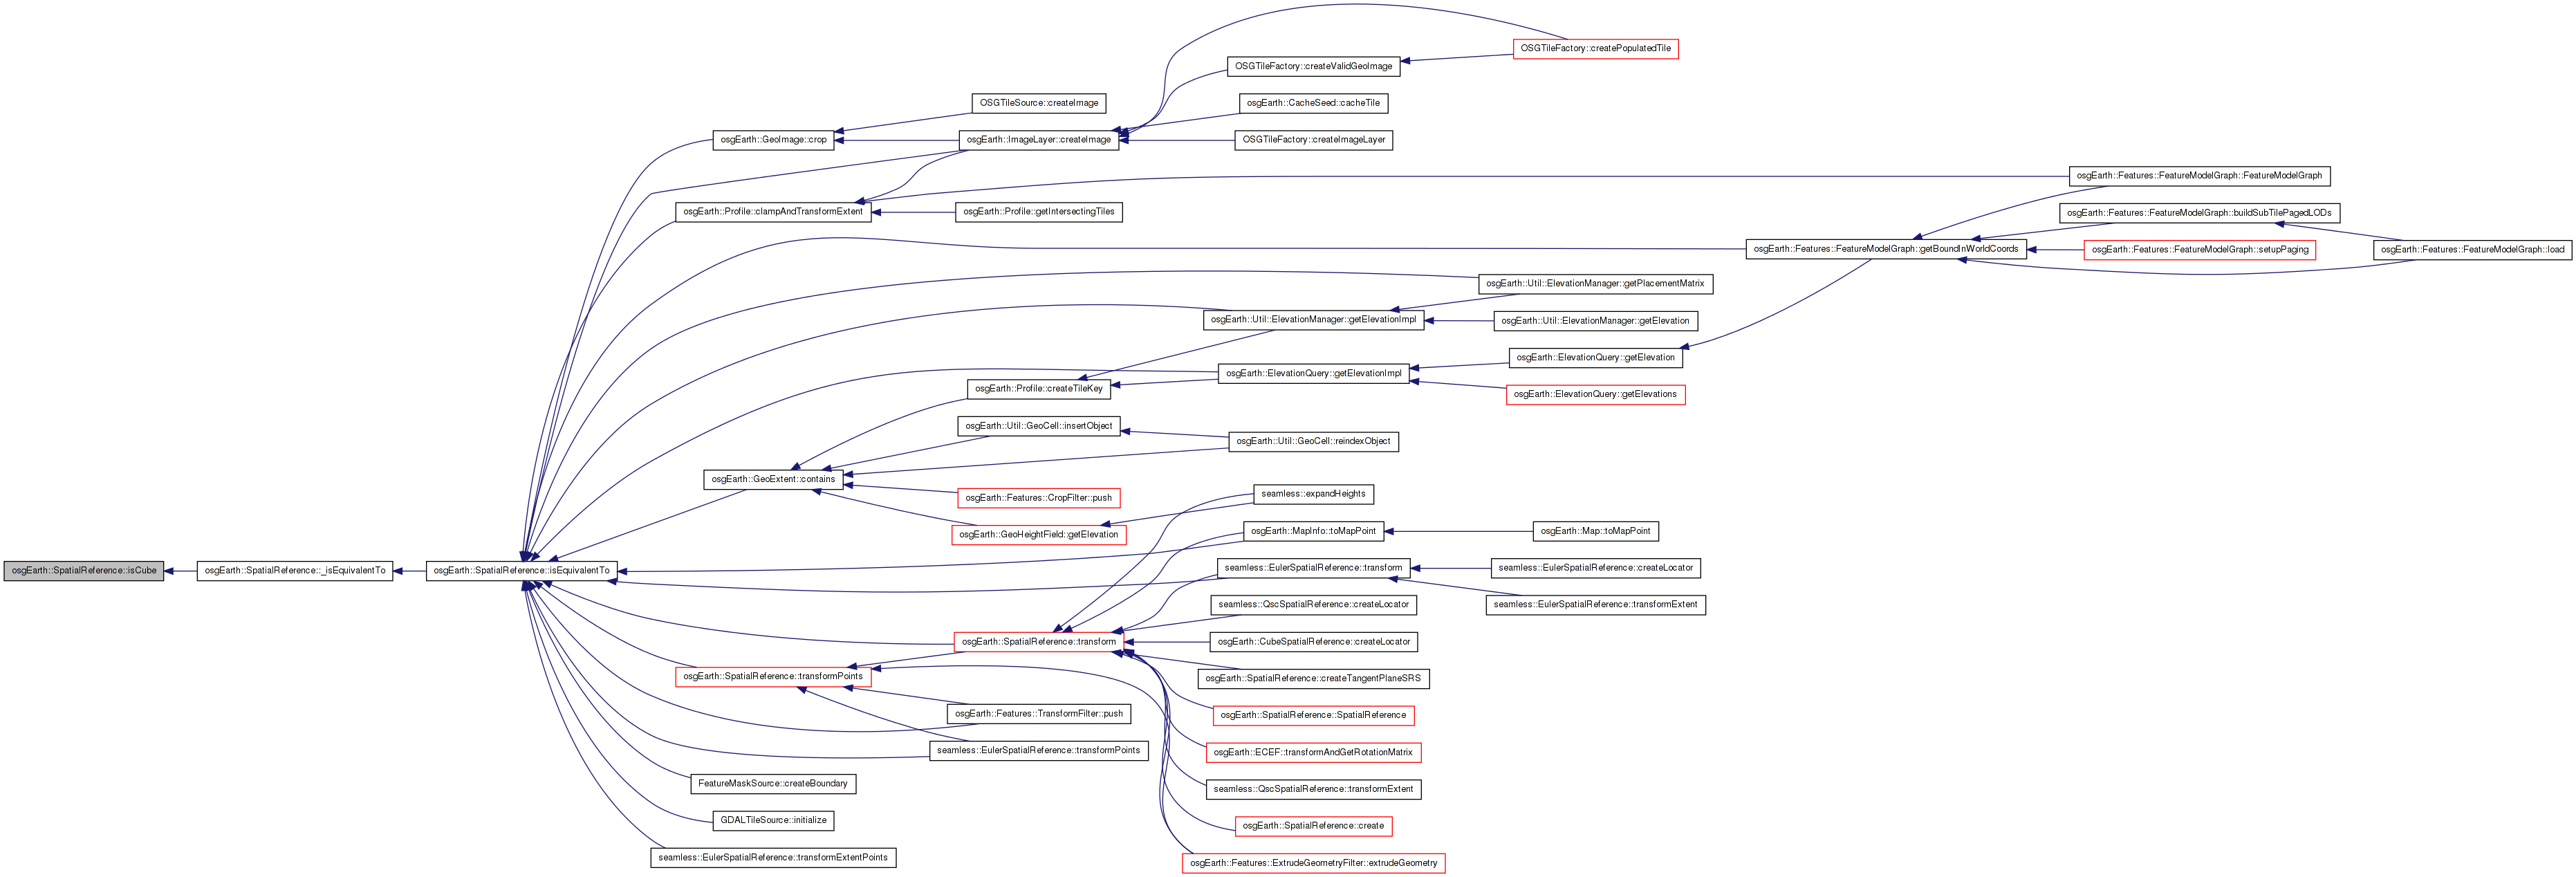 OSGTileFactory::createPopulatedTile
OSGTileFactory::createValidGeoImage
OSGTileSource::createImage
osgEarth::CacheSeed::cacheTile
osgEarth::GeoImage::crop
osgEarth::ImageLayer::createImage
OSGTileFactory::createImageLayer
osgEarth::Features::FeatureModelGraph::FeatureModelGraph
osgEarth::Profile::clampAndTransformExtent
osgEarth::Profile::getIntersectingTiles
osgEarth::Features::FeatureModelGraph::buildSubTilePagedLODs
osgEarth::Features::FeatureModelGraph::getBoundInWorldCoords
osgEarth::Features::FeatureModelGraph::setupPaging
osgEarth::Features::FeatureModelGraph::load
osgEarth::Util::ElevationManager::getPlacementMatrix
osgEarth::Util::ElevationManager::getElevationImpl
osgEarth::Util::ElevationManager::getElevation
osgEarth::ElevationQuery::getElevation
osgEarth::ElevationQuery::getElevationImpl
osgEarth::Profile::createTileKey
osgEarth::ElevationQuery::getElevations
osgEarth::Util::GeoCell::insertObject
osgEarth::Util::GeoCell::reindexObject
osgEarth::GeoExtent::contains
seamless::expandHeights
osgEarth::Features::CropFilter::push
osgEarth::GeoHeightField::getElevation
osgEarth::MapInfo::toMapPoint
osgEarth::Map::toMapPoint
osgEarth::SpatialReference::isCube
osgEarth::SpatialReference::_isEquivalentTo
osgEarth::SpatialReference::isEquivalentTo
seamless::EulerSpatialReference::transform
seamless::EulerSpatialReference::createLocator
seamless::QscSpatialReference::createLocator
seamless::EulerSpatialReference::transformExtent
osgEarth::SpatialReference::transform
osgEarth::CubeSpatialReference::createLocator
osgEarth::SpatialReference::transformPoints
osgEarth::SpatialReference::createTangentPlaneSRS
osgEarth::Features::TransformFilter::push
osgEarth::SpatialReference::SpatialReference
seamless::EulerSpatialReference::transformPoints
osgEarth::ECEF::transformAndGetRotationMatrix
FeatureMaskSource::createBoundary
seamless::QscSpatialReference::transformExtent
GDALTileSource::initialize
osgEarth::SpatialReference::create
seamless::EulerSpatialReference::transformExtentPoints
osgEarth::Features::ExtrudeGeometryFilter::extrudeGeometry